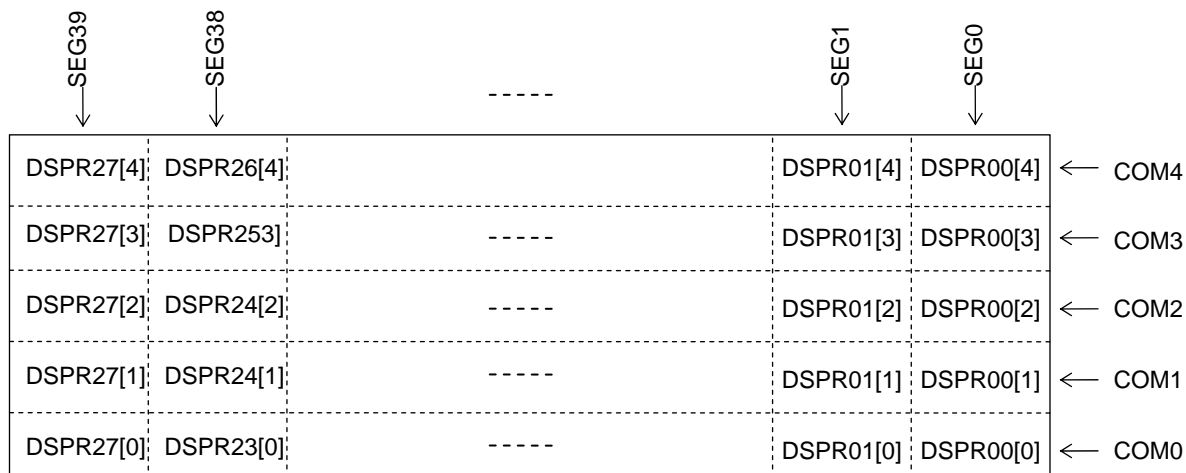 SEG39 SEG38 SEG1 SEG0
-----
DSPR27[4] DSPR26[4] DSPR01[4] DSPR00[4] COM4
DSPR27[3] DSPR253] ----- DSPR01[3] DSPR00[3] COM3
DSPR27[2] DSPR24[2] ----- DSPR01[2] DSPR00[2] COM2
DSPR27[1] DSPR24[1] ----- DSPR01[1] DSPR00[1] COM1
DSPR27[0] DSPR23[0] ----- DSPR01[0] DSPR00[0] COM0